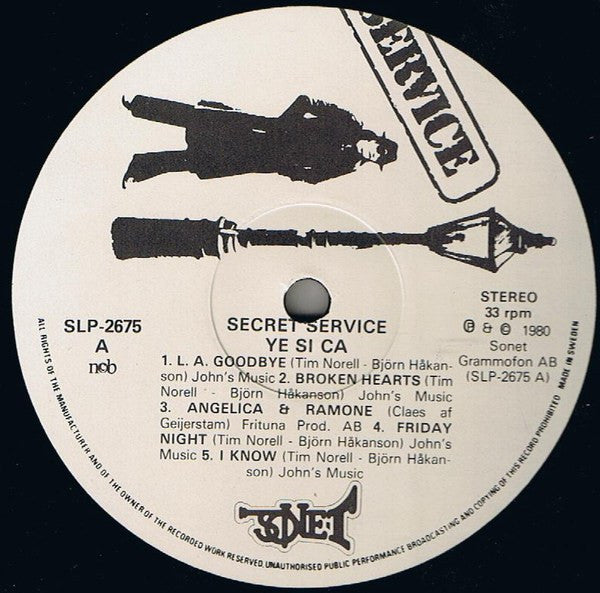 SERVICE
SLP-2675
A
ncb
STEREO
33 rpm
℗ & © 1980
Sonet
Grammofon AB
(SLP-2675 A)
SECRET SERVICE
YE SI CA
1. L. A. GOODBYE (Tim Norell - Björn Håkan-
son) John's Music 2. BROKEN HEARTS (Tim
Norell - Björn Håkanson) John's Music
3. ANGELICA & RAMONE (Claes af
Geijerstam) Frituna Prod. AB 4. FRIDAY
NIGHT (Tim Norell - Björn Håkanson) John's
Music 5. I KNOW (Tim Norell - Björn Håkan-
son) John's Music
SONET
ALL RIGHTS OF THE MANUFACTURER AND OF THE OWNER OF THE RECORDED WORK RESERVED. UNAUTHORISED PUBLIC PERFORMANCE BROADCASTING AND COPYING OF THIS RECORD PROHIBITED MADE IN SWEDEN